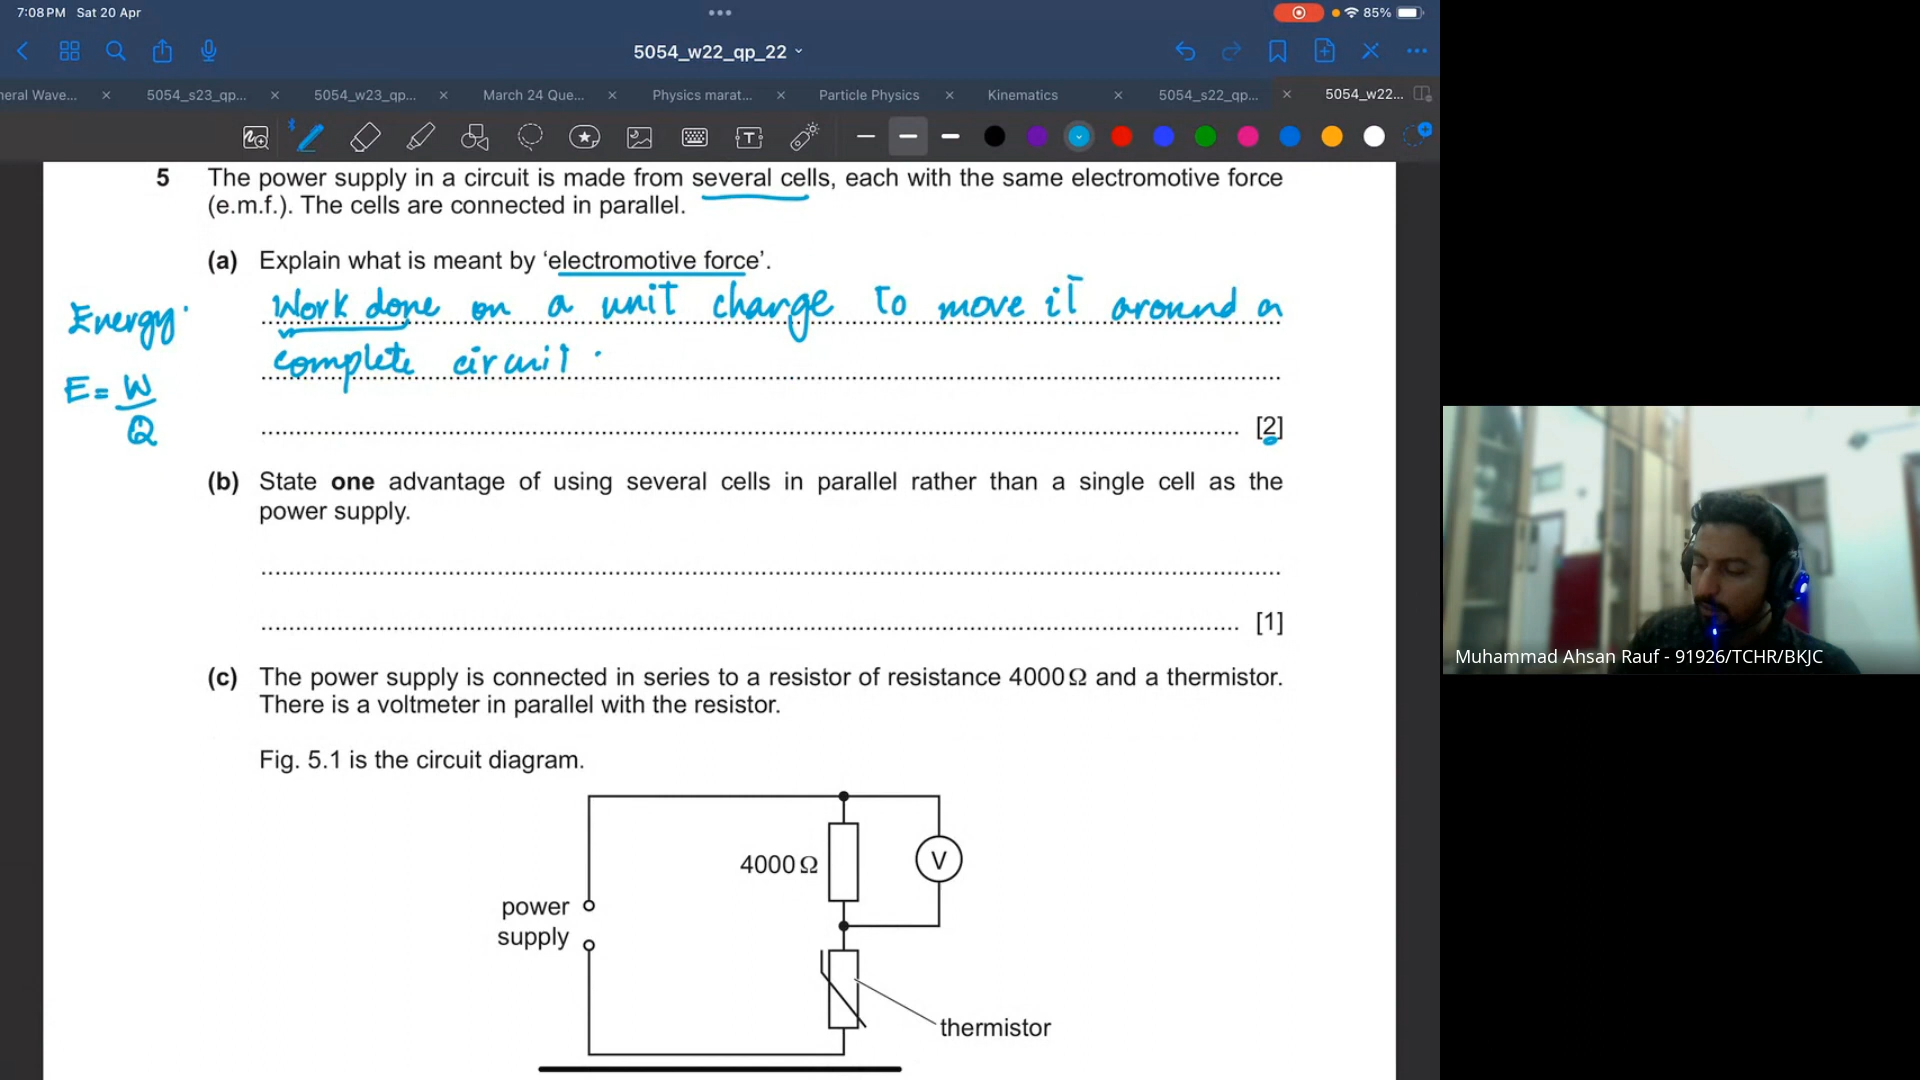 7:08 PM Sat 20 Apr
85%
5054_w22_qp_22
neral Wave...
5054_s23_qp...
5054_w23_qp...
March 24 Que...
Physics marat...
Particle Physics
Kinematics
5054_s22_qp...
5054_w22...
5 The power supply in a circuit is made from several cells, each with the same electromotive force
(e.m.f.). The cells are connected in parallel.
(a) Explain what is meant by ‘electromotive force’.
Energy
Work done on a unit charge to move it around a
complete circuit.
E = W
Q
[2]
(b) State one advantage of using several cells in parallel rather than a single cell as the
power supply.
[1]
(c) The power supply is connected in series to a resistor of resistance 4000 Ω and a thermistor.
There is a voltmeter in parallel with the resistor.
Fig. 5.1 is the circuit diagram.
4000 Ω
V
power
supply
thermistor
Muhammad Ahsan Rauf - 91926/TCHR/BKJC